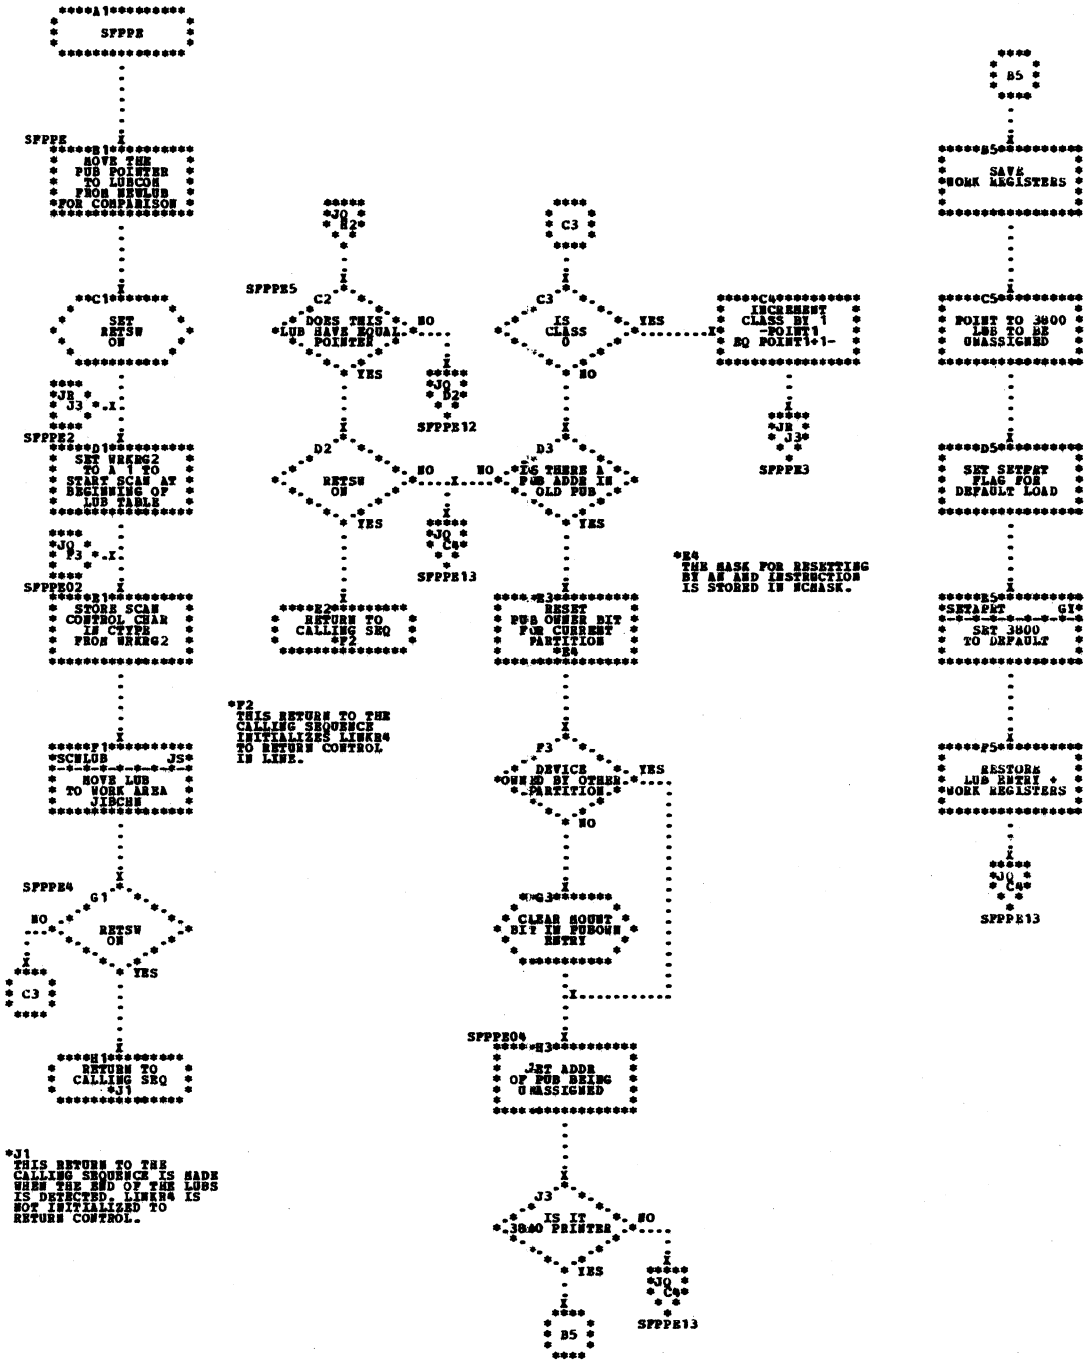 A1
SFPPE
SFPPE
B1
MOVE THE
PUB POINTER
TO LUBCOM
FROM NEWLUB
FOR COMPARISON
C1
SET
RETSW
ON
JR
J3
SFPPE2
D1
SET WRKRG2
TO A 1 TO
START SCAN AT
BEGINNING OF
LUB TABLE
JQ
F3
SFPPE02
E1
STORE SCAN
CONTROL CHAR
IN CTYPE
FROM WRKRG2
F1
*SCNLUB JS*
MOVE LUB
TO WORK AREA
JIBCHN
SFPPE4
G1
NO
RETSW
ON
YES
C3
H1
RETURN TO
CALLING SEQ
*J1
*J1
THIS RETURN TO THE
CALLING SEQUENCE IS MADE
WHEN THE END OF THE LUBS
IS DETECTED. LINKR4 IS
NOT INITIALIZED TO
RETURN CONTROL.
JQ
H2
SFPPE5
C2
DOES THIS
LUB HAVE EQUAL
POINTER
NO
YES
JQ
D2
SFPPE12
D2
RETSW
ON
NO
YES
JQ
C4
SFPPE13
E2
RETURN TO
CALLING SEQ
*F2
*F2
THIS RETURN TO THE
CALLING SEQUENCE
INITIALIZES LINKR4
TO RETURN CONTROL
IN LINE.
C3
C3
IS
CLASS
0
YES
NO
C4
INCREMENT
CLASS BY 1
-POINT1
EQ POINT1+1-
JR
J3
SFPPE3
D3
NO
IS THERE A
PUB ADDR IN
OLD PUB
YES
*E4
THE MASK FOR RESETTING
BY AN AND INSTRUCTION
IS STORED IN NCMASK.
E3
RESET
PUB OWNER BIT
FOR CURRENT
PARTITION
*E4
F3
DEVICE
OWNED BY OTHER
PARTITION
YES
NO
G3
CLEAR MOUNT
BIT IN PUBOWN
ENTRY
SFPPE04
H3
GET ADDR
OF PUB BEING
UNASSIGNED
J3
IS IT
3800 PRINTER
NO
YES
JQ
C4
SFPPE13
B5
B5
B5
SAVE
WORK REGISTERS
C5
POINT TO 3800
LUB TO BE
UNASSIGNED
D5
SET SETPRT
FLAG FOR
DEFAULT LOAD
E5
*SETAPRT GY*
SET 3800
TO DEFAULT
F5
RESTORE
LUB ENTRY +
WORK REGISTERS
JQ
C4
SFPPE13